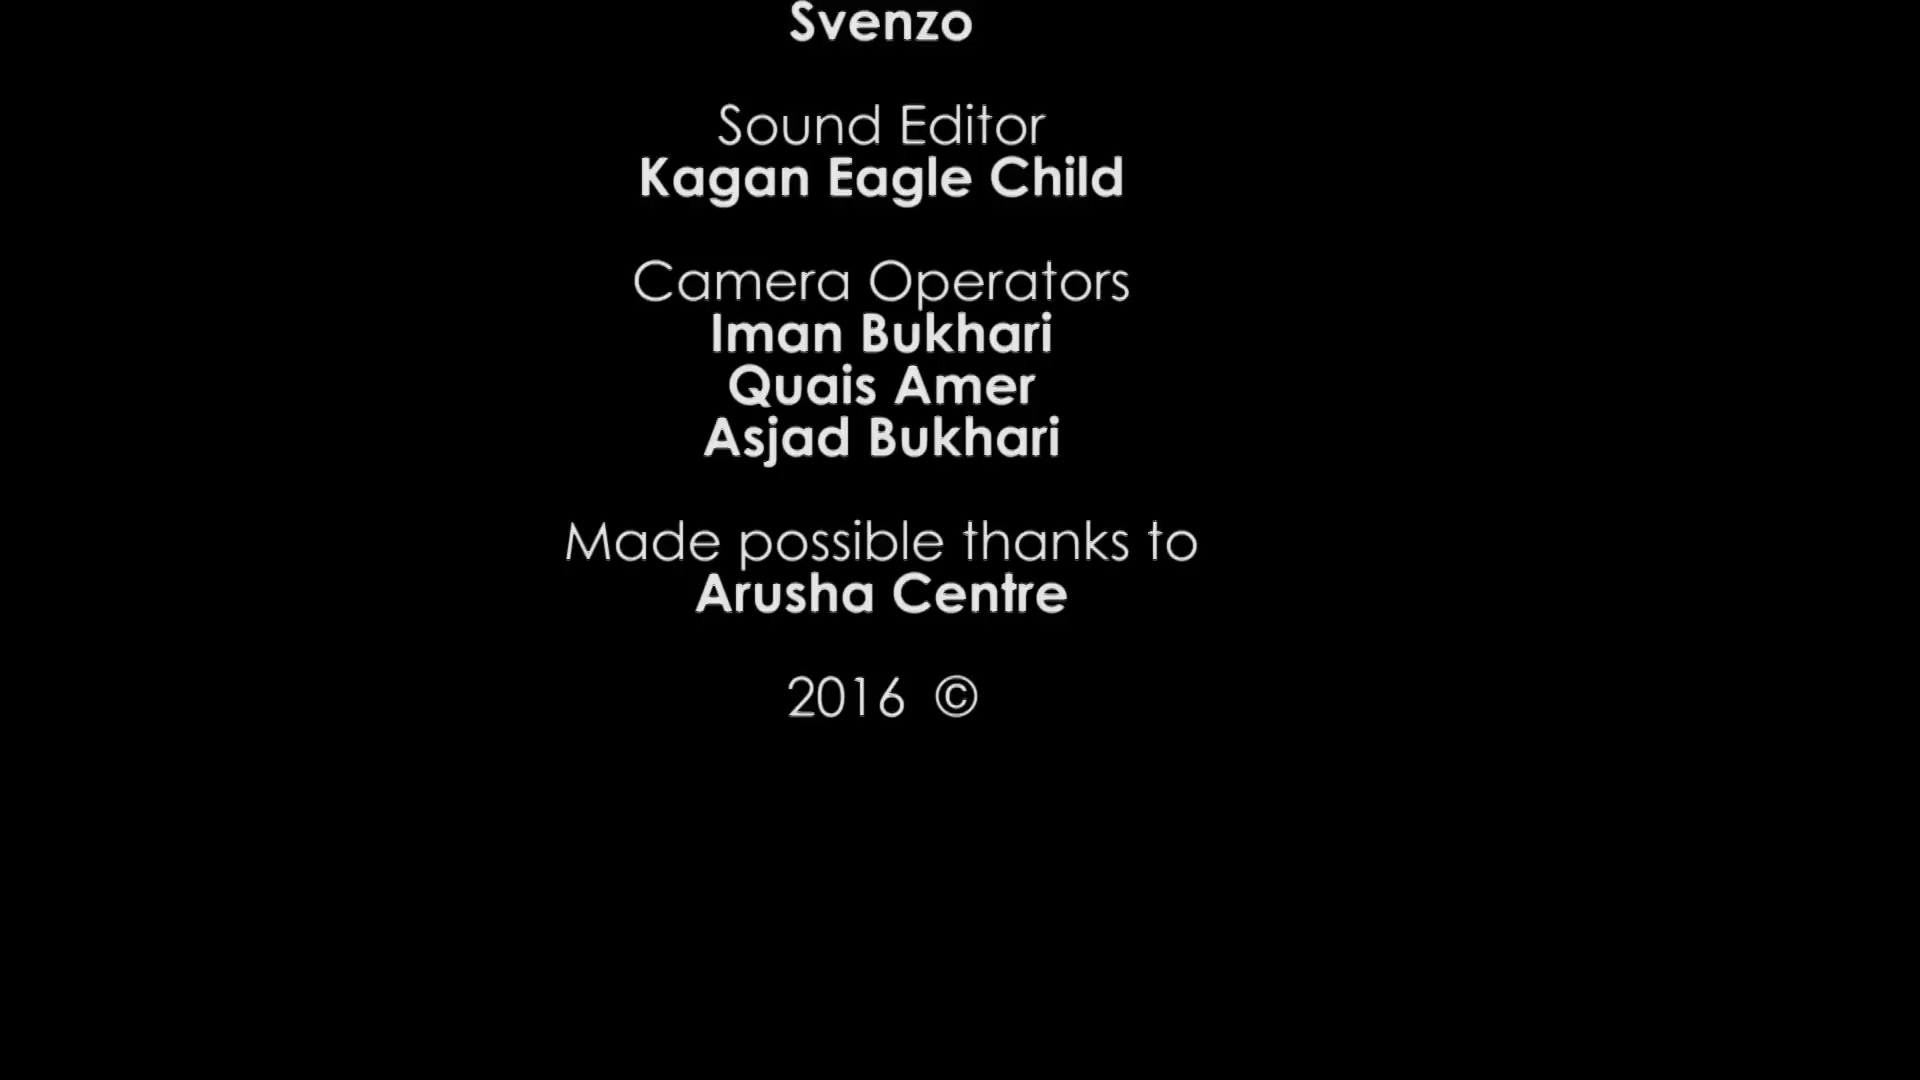 Svenzo
Sound Editor
Kagan Eagle Child
Camera Operators
Iman Bukhari
Quais Amer
Asjad Bukhari
Made possible thanks to
Arusha Centre
2016 ©